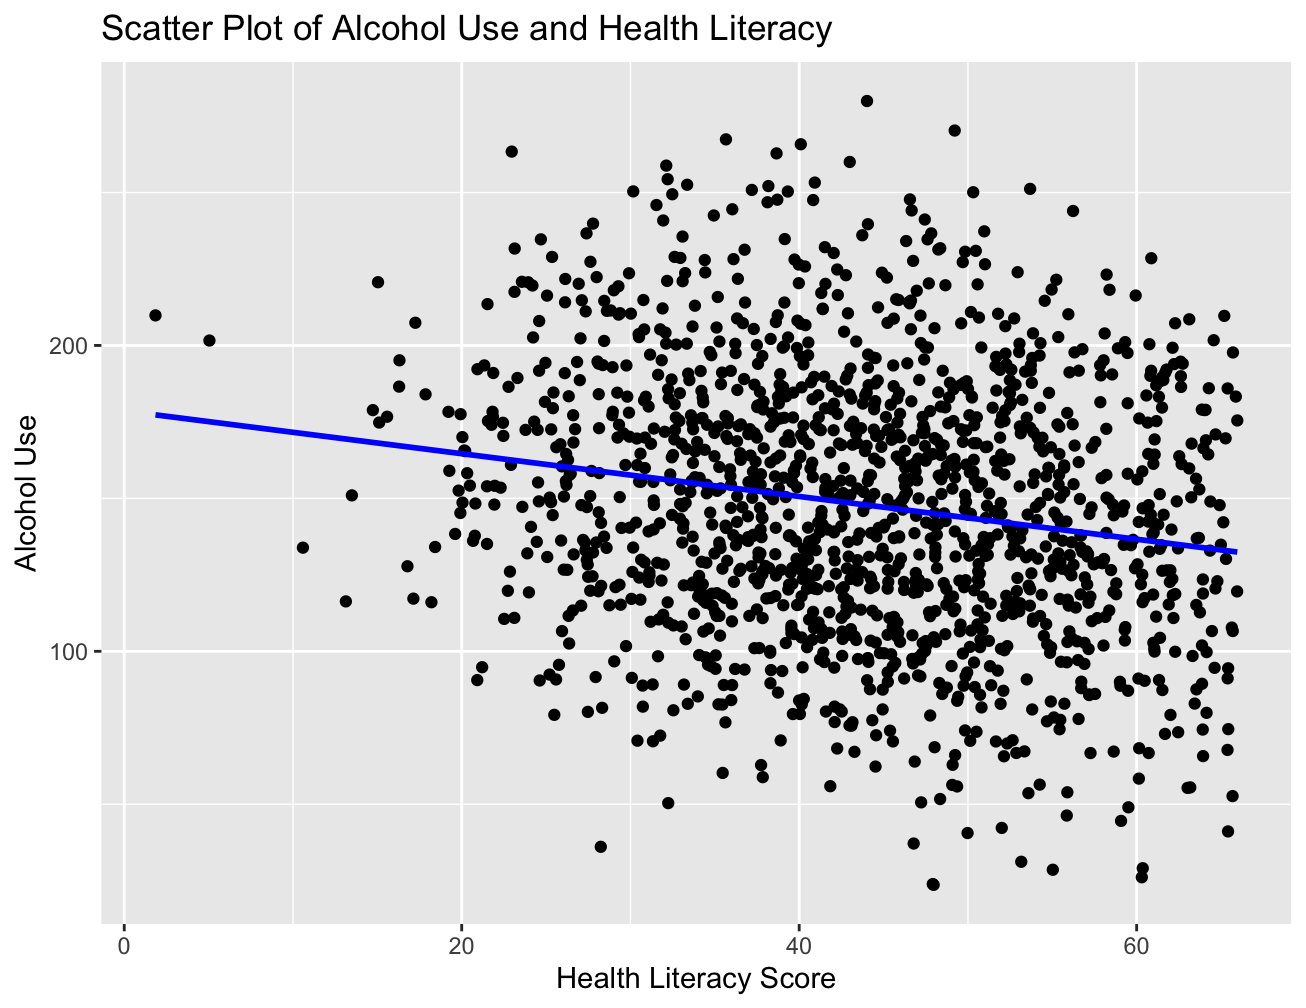 Scatter Plot of Alcohol Use and Health Literacy
Alcohol Use
200
100
0 20 40 60
Health Literacy Score